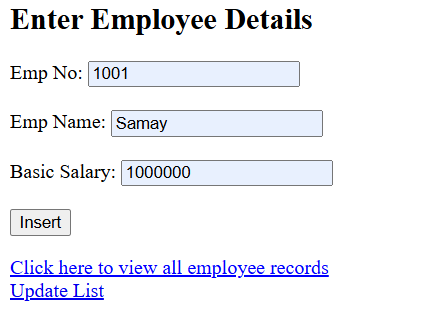 Enter Employee Details
Emp No: 1001
Emp Name: Samay
Basic Salary: 1000000
Insert
Click here to view all employee records
Update List